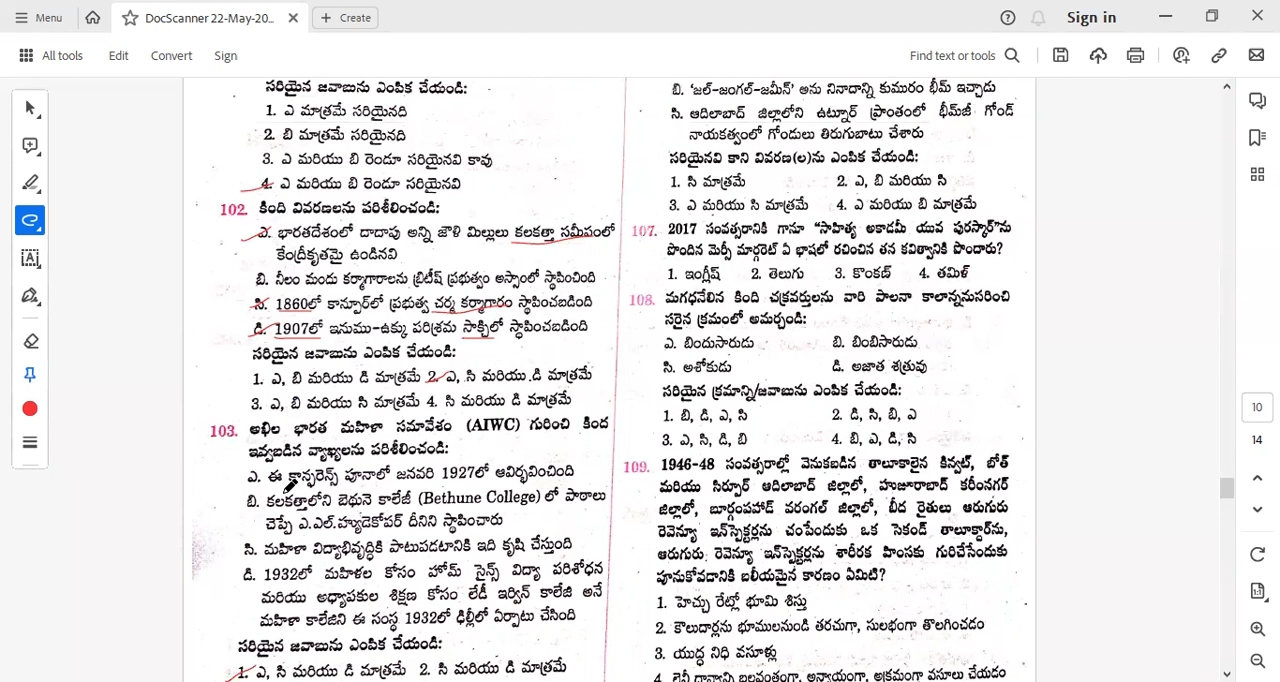 Menu
DocScanner 22-May-20...
Create
Sign in
All tools
Edit
Convert
Sign
Find text or tools
సరియైన జవాబును ఎంపిక చేయండి:
1. ఎ మాత్రమే సరియైనది
2. బి మాత్రమే సరియైనది
3. ఎ మరియు బి రెండూ సరియైనవి కావు
4. ఎ మరియు బి రెండూ సరియైనవి
102. కింది వివరణలను పరిశీలించండి:
ఎ. భారతదేశంలో దాదాపు అన్ని జౌళి మిల్లులు కలకత్తా సమీపంలో
కేంద్రీకృతమై ఉండినవి
బి. నీలం మందు కర్మాగారాలను బ్రిటీష్ ప్రభుత్వం అస్సాంలో స్థాపించింది
సి. 1860లో కాన్పూర్‌లో ప్రభుత్వ చర్మ కర్మాగారం స్థాపించబడింది
డి. 1907లో ఇనుము-ఉక్కు పరిశ్రమ సాక్చిలో స్థాపించబడింది
సరియైన జవాబును ఎంపిక చేయండి:
1. ఎ, బి మరియు డి మాత్రమే 2. ఎ, సి మరియు డి మాత్రమే
3. ఎ, బి మరియు సి మాత్రమే 4. సి మరియు డి మాత్రమే
103. అఖిల భారత మహిళా సమావేశం (AIWC) గురించి కింద
ఇవ్వబడిన వ్యాఖ్యలను పరిశీలించండి:
ఎ. ఈ కాన్ఫరెన్స్ పూనాలో జనవరి 1927లో ఆవిర్భవించింది
బి. కలకత్తాలోని బెథునె కాలేజీ (Bethune College) లో పాఠాలు
చెప్పే ఎ.ఎల్.హ్యుడెకోపర్ దీనిని స్థాపించారు
సి. మహిళా విద్యాభివృద్ధికి పాటుపడటానికి ఇది కృషి చేస్తుంది
డి. 1932లో మహిళల కోసం హోమ్ సైన్స్ విద్యా పరిశోధన
మరియు అధ్యాపకుల శిక్షణ కోసం లేడీ ఇర్విన్ కాలేజి అనే
మహిళా కాలేజిని ఈ సంస్థ 1932లో ఢిల్లీలో ఏర్పాటు చేసింది
సరియైన జవాబును ఎంపిక చేయండి:
1. ఎ, సి మరియు డి మాత్రమే 2. సి మరియు డి మాత్రమే
బి. 'జల్-జంగల్-జమీన్' అను నినాదాన్ని కుమురం భీమ్ ఇచ్చాడు
సి. ఆదిలాబాద్ జిల్లాలోని ఉట్నూర్ ప్రాంతంలో భీమ్‌జీ గోండ్
నాయకత్వంలో గోండులు తిరుగుబాటు చేశారు
సరియైనవి కాని వివరణ(ల)ను ఎంపిక చేయండి:
1. సి మాత్రమే 2. ఎ, బి మరియు సి
3. ఎ మరియు సి మాత్రమే 4. ఎ మరియు బి మాత్రమే
107. 2017 సంవత్సరానికి గానూ "సాహిత్య అకాడమీ యువ పురస్కార్"ను
పొందిన మెర్సీ మార్గరెట్ ఏ భాషలో రచించిన తన కవిత్వానికి పొందారు?
1. ఇంగ్లీష్ 2. తెలుగు 3. కొంకణ్ 4. తమిళ్
108. మగధనేలిన కింది చక్రవర్తులను వారి పాలనా కాలాన్ననుసరించి
సరైన క్రమంలో అమర్చండి:
ఎ. బిందుసారుడు బి. బింబిసారుడు
సి. అశోకుడు డి. అజాత శత్రువు
సరియైన క్రమాన్ని/జవాబును ఎంపిక చేయండి:
1. బి, డి, ఎ, సి 2. డి, సి, బి, ఎ
3. ఎ, సి, డి, బి 4. బి, ఎ, డి, సి
109. 1946-48 సంవత్సరాల్లో వెనుకబడిన తాలూకాలైన కిన్వట్, బోత్
మరియు సిర్పూర్ ఆదిలాబాద్ జిల్లాలో, హుజూరాబాద్ కరీంనగర్
జిల్లాలో, బూర్గంపహాడ్ వరంగల్ జిల్లాలో, బీద రైతులు ఆరుగురు
రెవెన్యూ ఇన్‌స్పెక్టర్లను చంపేందుకు ఒక సెకండ్ తాలూక్దార్‌ను,
ఆరుగురు రెవెన్యూ ఇన్‌స్పెక్టర్లను శారీరక హింసకు గురిచేసేందుకు
పూనుకోవడానికి బలీయమైన కారణం ఏమిటి?
1. హెచ్చు రేట్లో భూమి శిస్తు
2. కౌలుదార్లను భూములనుండి తరచుగా, సులభంగా తొలగించడం
3. యుద్ధ నిధి వసూళ్లు
4. లెవీ ధాన్యాన్ని బలవంతంగా, అన్యాయంగా, అక్రమంగా వసూలు చేయడం
10
14